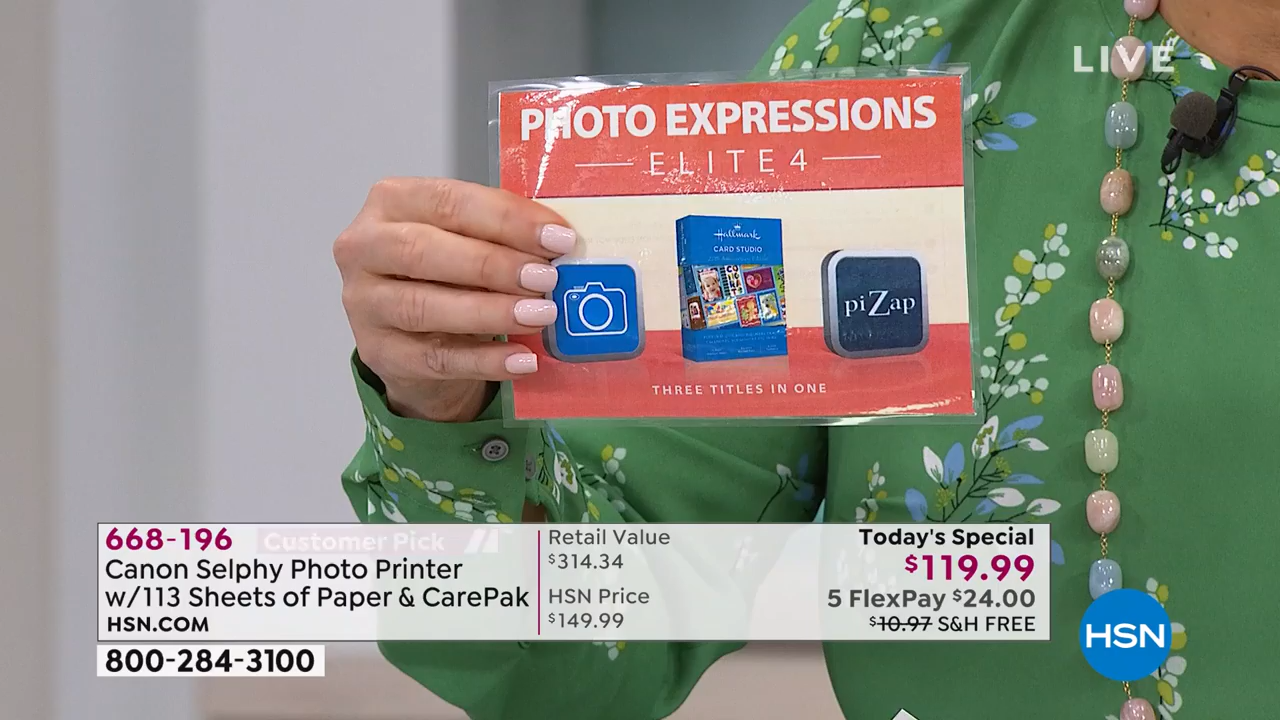 LIVE
PHOTO EXPRESSIONS
ELITE 4
Hallmark
CARD STUDIO
piZap
THREE TITLES IN ONE
668-196
Customer Pick
Canon Selphy Photo Printer
w/113 Sheets of Paper & CarePak
HSN.COM
Retail Value
$314.34
HSN Price
$149.99
Today's Special
$119.99
5 FlexPay $24.00
$10.97 S&H FREE
HSN
800-284-3100